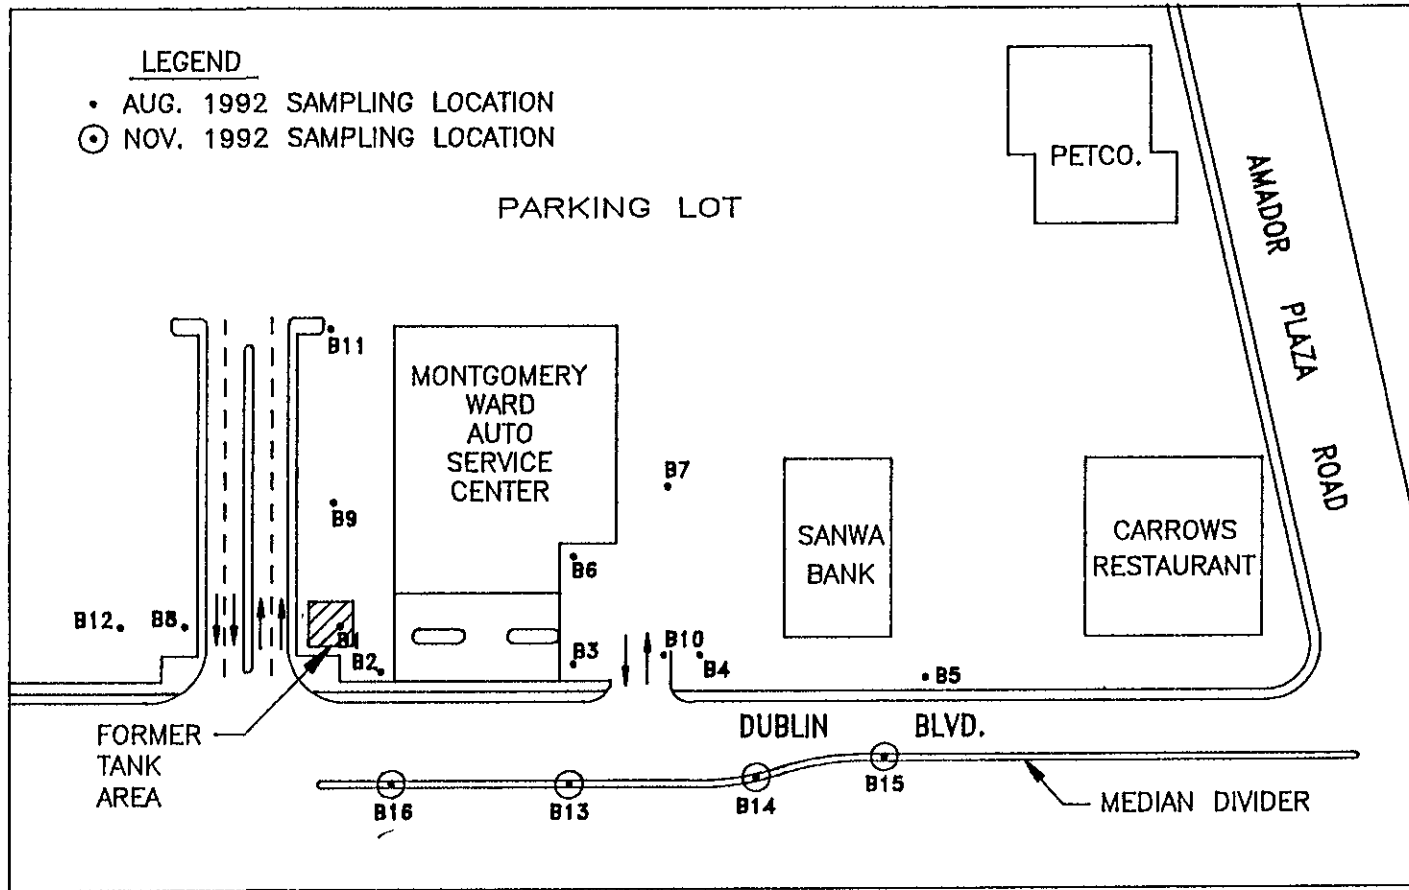 LEGEND
AUG. 1992 SAMPLING LOCATION
NOV. 1992 SAMPLING LOCATION
PARKING LOT
PETCO.
AMADOR PLAZA ROAD
B11
MONTGOMERY
WARD
AUTO
SERVICE
CENTER
B7
B9
SANWA
BANK
CARROWS
RESTAURANT
B6
B12
B8
B1
B2
B3
B10
B4
B5
FORMER
TANK
AREA
DUBLIN BLVD.
B16
B13
B14
B15
MEDIAN DIVIDER